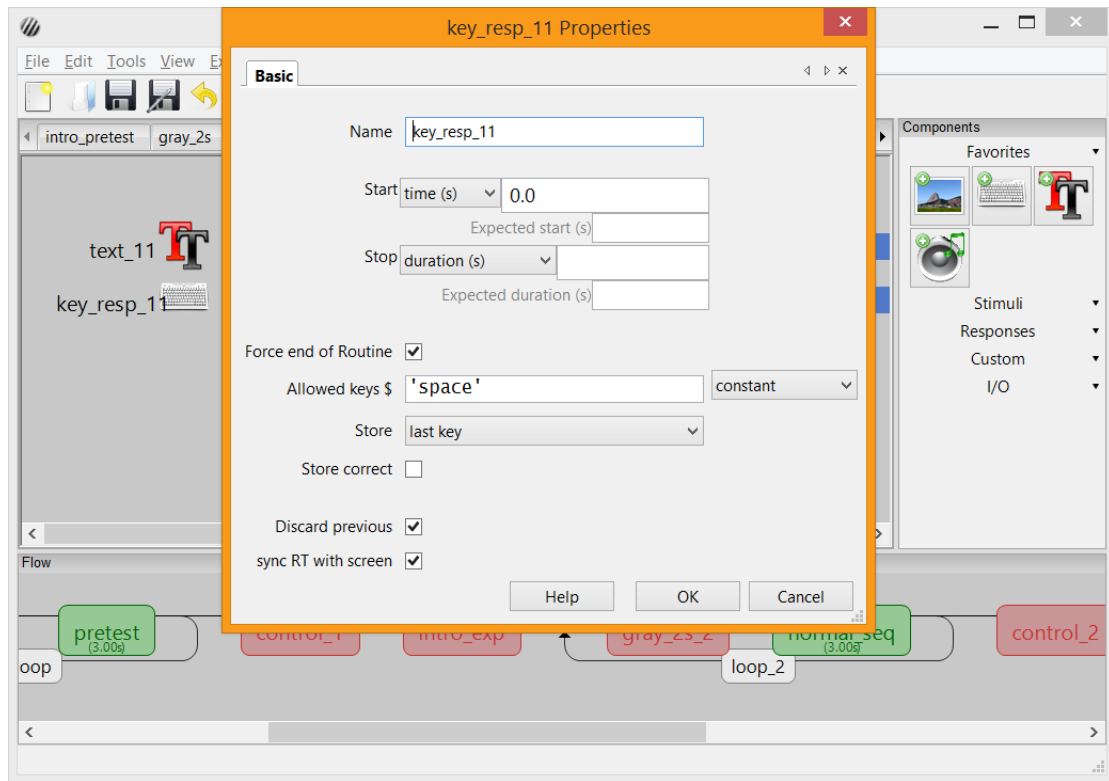 key_resp_11 Properties
File Edit Tools View
Basic
intro_pretest gray_2s
Name key_resp_11
Start time (s) 0.0
Expected start (s)
Stop duration (s)
Expected duration (s)
Force end of Routine
Allowed keys $ 'space' constant
Store last key
Store correct
Discard previous
sync RT with screen
Help OK Cancel
text_11
key_resp_11
Components
Favorites
Stimuli
Responses
Custom
I/O
Flow
pretest
(3.00s)
oop
control_1
intro_exp
gray_2s_2
normal_seq
(3.00s)
loop_2
control_2